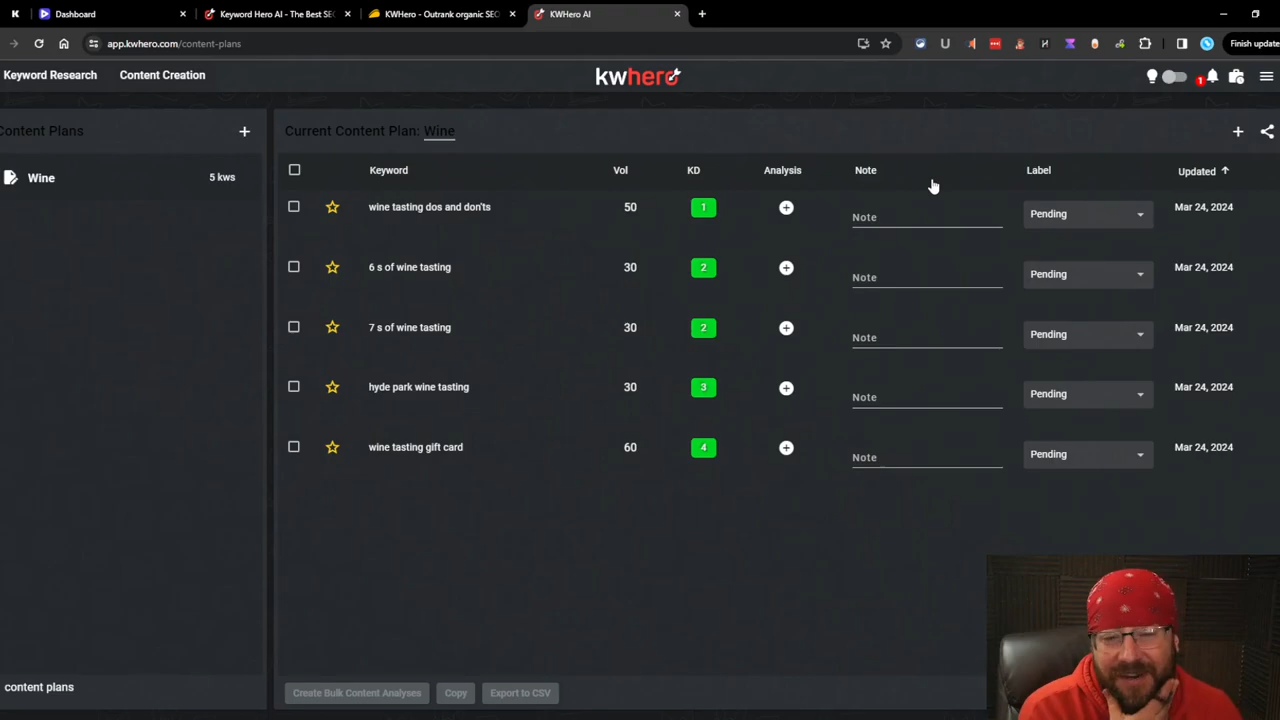 K Dashboard
Keyword Hero AI - The Best SE
KWHero - Outrank organic SEO
KWHero AI
app.kwhero.com/content-plans
Finish update
Keyword Research
Content Creation
kwhero
1
Content Plans
Current Content Plan: Wine
Wine 5 kws
Keyword Vol KD Analysis Note Label Updated
wine tasting dos and don'ts 50 1 Note Pending Mar 24, 2024
6 s of wine tasting 30 2 Note Pending Mar 24, 2024
7 s of wine tasting 30 2 Note Pending Mar 24, 2024
hyde park wine tasting 30 3 Note Pending Mar 24, 2024
wine tasting gift card 60 4 Note Pending Mar 24, 2024
content plans
Create Bulk Content Analyses
Copy
Export to CSV